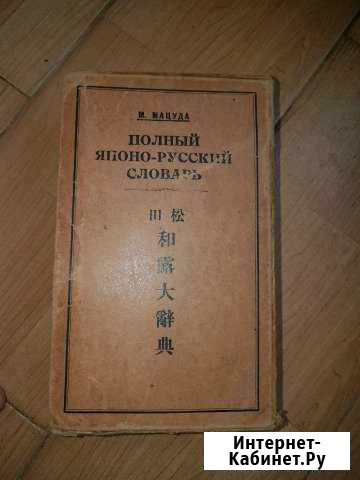 И. МАЦУДА
ПОЛНЫЙ
ЯПОНО-РУССКИЙ
СЛОВАРЬ
田 松
和
露
大
辭
典
Интернет-
Кабинет.Ру